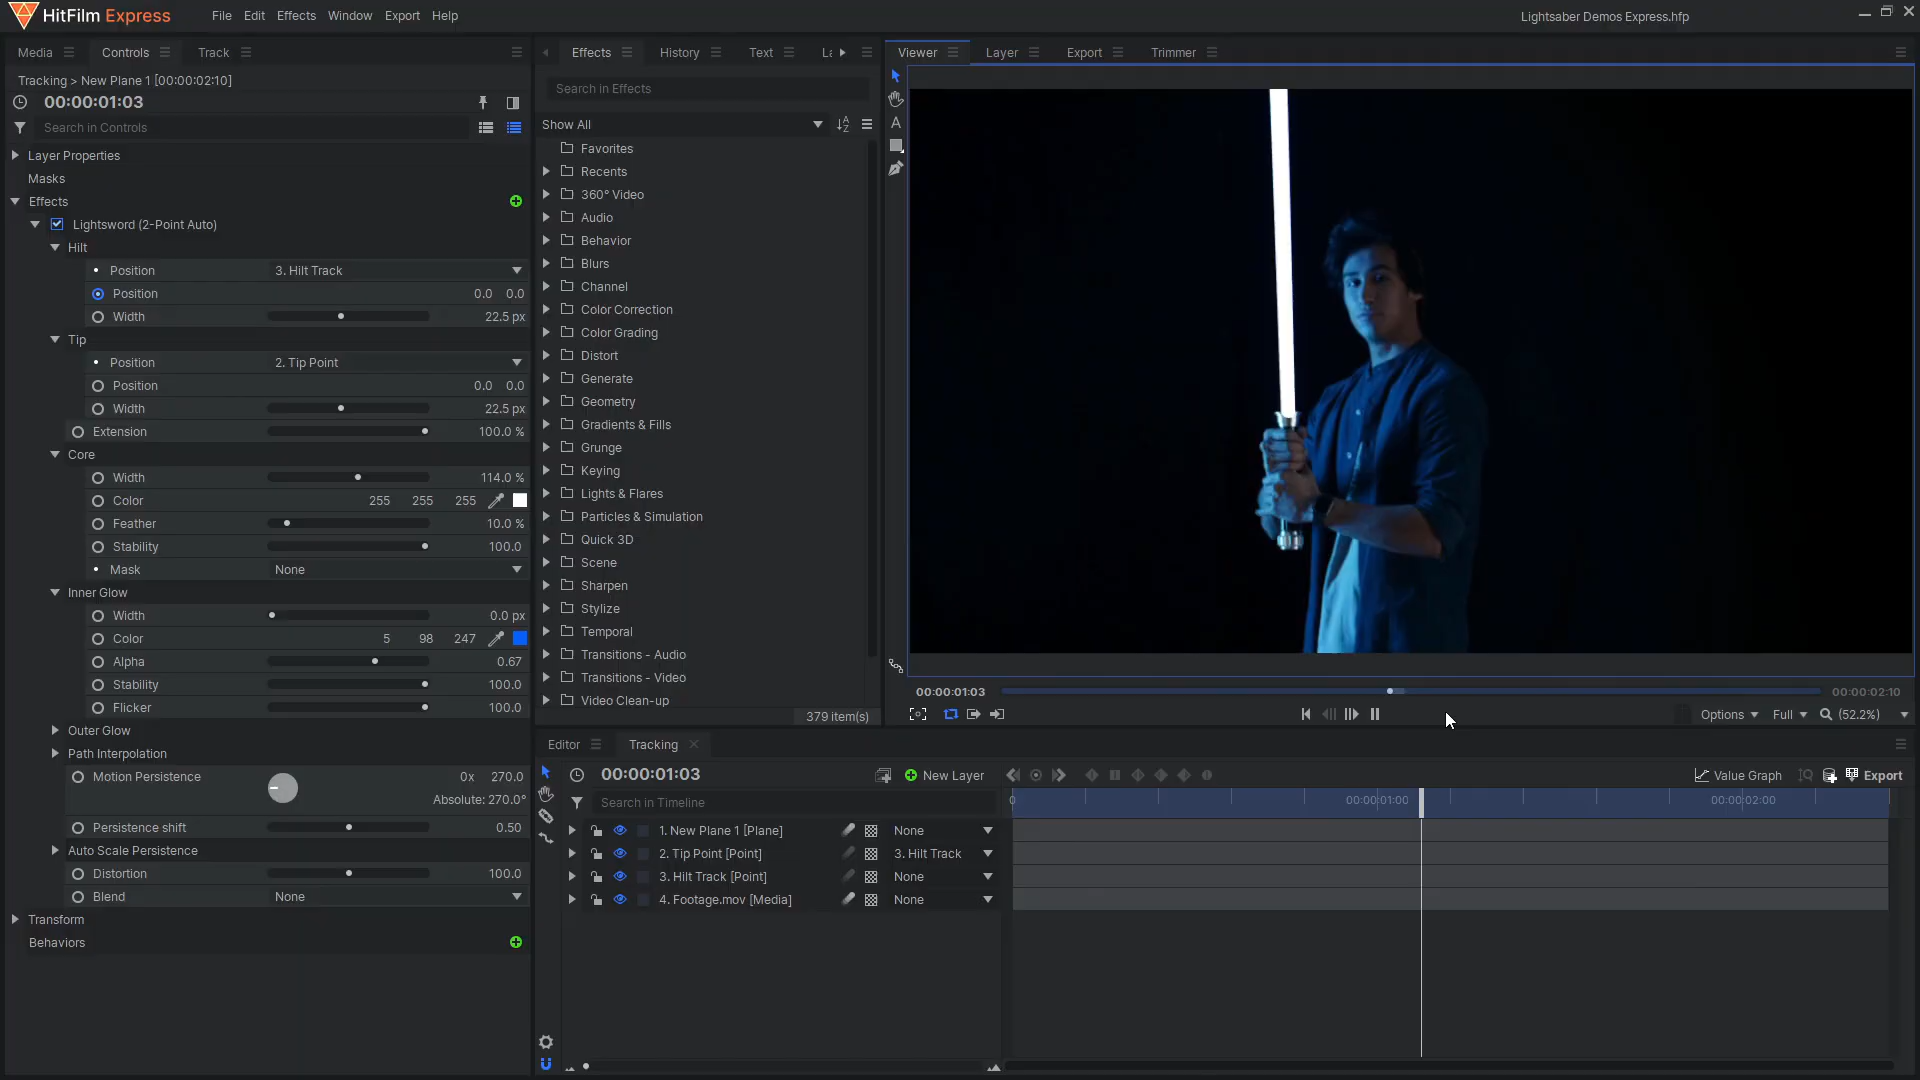 HitFilm Express
File Edit Effects Window Export Help
Lightsaber Demos Express.hfp
Media Controls Track
Tracking > New Plane 1 [00:00:02:10]
00:00:01:03
Search in Controls
Layer Properties
Masks
Effects
Lightsword (2-Point Auto)
Hilt
Position 3. Hilt Track
Position 0.0 0.0
Width 22.5 px
Tip
Position 2. Tip Point
Position 0.0 0.0
Width 22.5 px
Extension 100.0 %
Core
Width 114.0 %
Color 255 255 255
Feather 10.0 %
Stability 100.0
Mask None
Inner Glow
Width 0.0 px
Color 5 98 247
Alpha 0.67
Stability 100.0
Flicker 100.0
Outer Glow
Path Interpolation
Motion Persistence 0x 270.0
Absolute: 270.0°
Persistence shift 0.50
Auto Scale Persistence
Distortion 100.0
Blend None
Transform
Behaviors
Effects History Text
Search in Effects
Show All
Favorites
Recents
360° Video
Audio
Behavior
Blurs
Channel
Color Correction
Color Grading
Distort
Generate
Geometry
Gradients & Fills
Grunge
Keying
Lights & Flares
Particles & Simulation
Quick 3D
Scene
Sharpen
Stylize
Temporal
Transitions - Audio
Transitions - Video
Video Clean-up
379 item(s)
Viewer Layer Export Trimmer
A
00:00:01:03 00:00:02:10
Options Full (52.2%)
Editor Tracking
00:00:01:03 New Layer Value Graph Export
Search in Timeline
0 00:00:01:00 00:00:02:00
1. New Plane 1 [Plane] None
2. Tip Point [Point] 3. Hilt Track
3. Hilt Track [Point] None
4. Footage.mov [Media] None